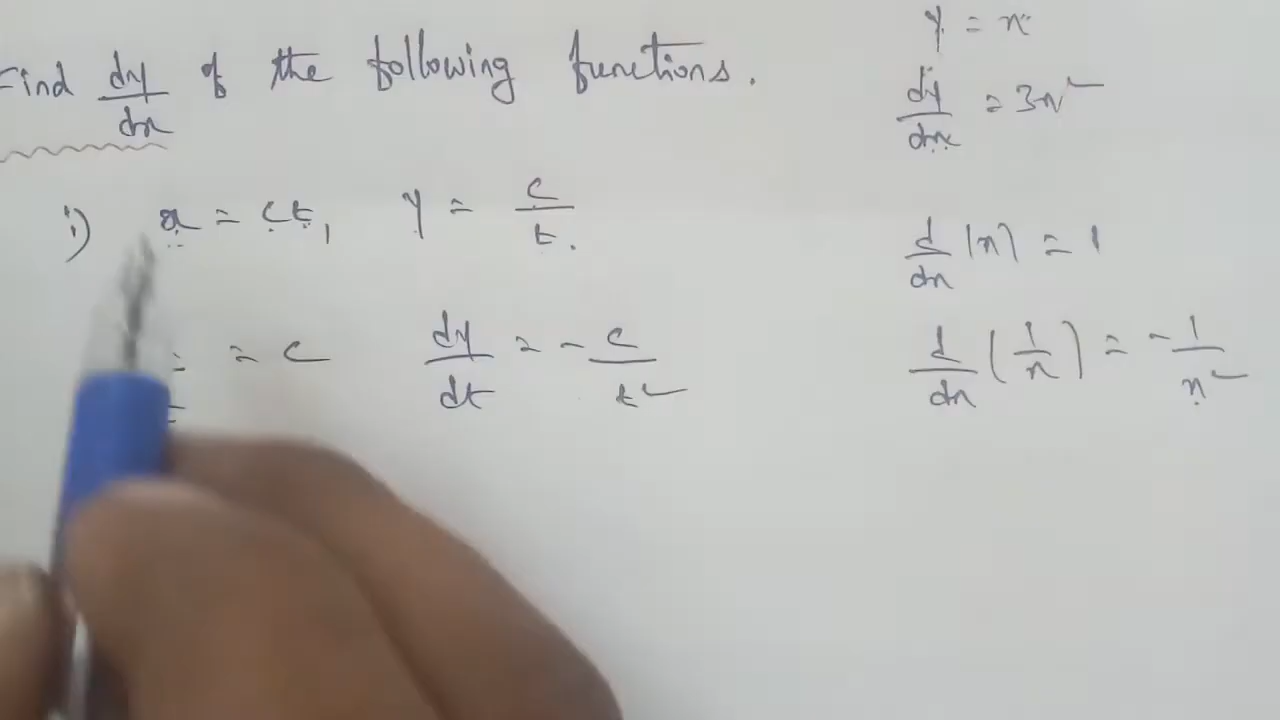 Find dy/dx of the following functions.
i) x = ct, y = c/t.
= c dy/dt = - c/t²
y = x
dy/dx = 3x²
d/dx (x) = 1
d/dx (1/x) = - 1/x²